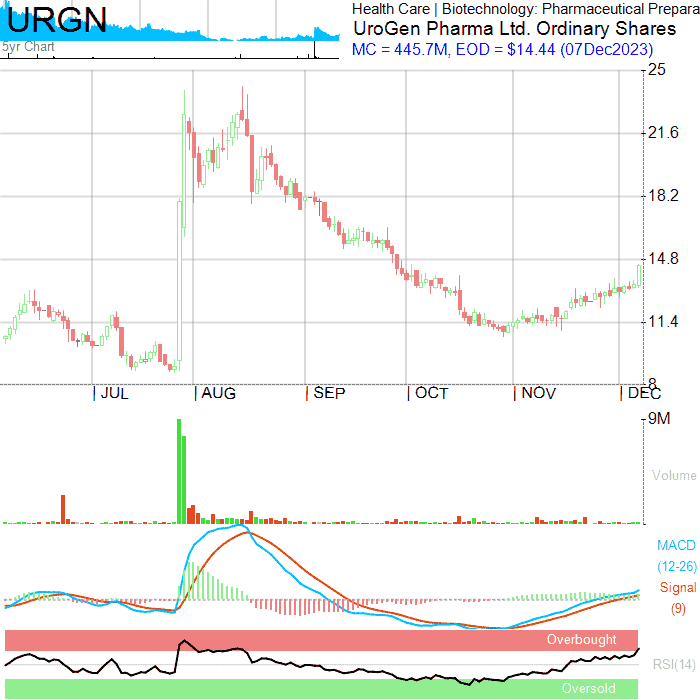 URGN
5yr Chart
Health Care | Biotechnology: Pharmaceutical Prepara
UroGen Pharma Ltd. Ordinary Shares
MC = 445.7M, EOD = $14.44 (07Dec2023)
25
21.6
18.2
14.8
11.4
8
JUL AUG SEP OCT NOV DEC
9M
Volume
MACD
(12-26)
Signal
(9)
Overbought
RSI(14)
Oversold